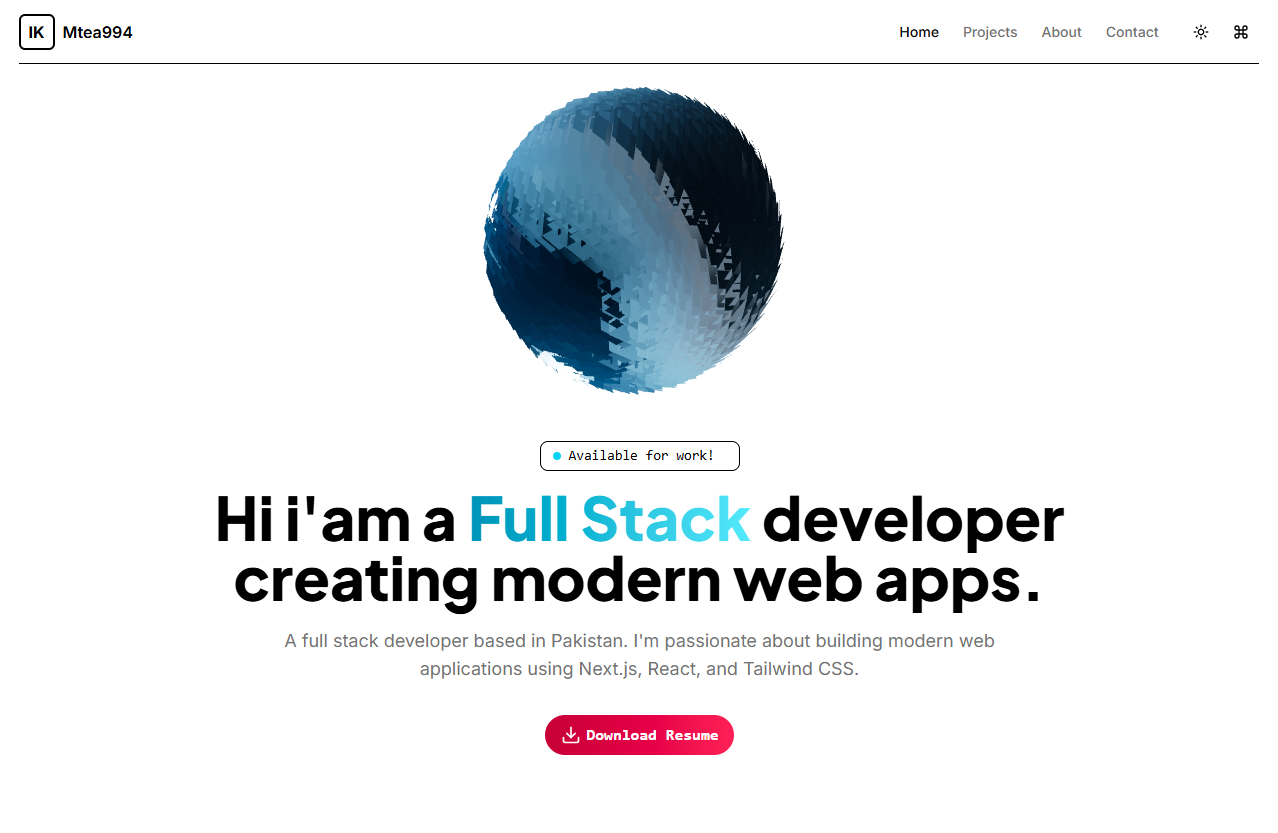 IK Mtea994 Home Projects About Contact
Available for work!
Hi i'am a Full Stack developer
creating modern web apps.
A full stack developer based in Pakistan. I'm passionate about building modern web
applications using Next.js, React, and Tailwind CSS.
Download Resume